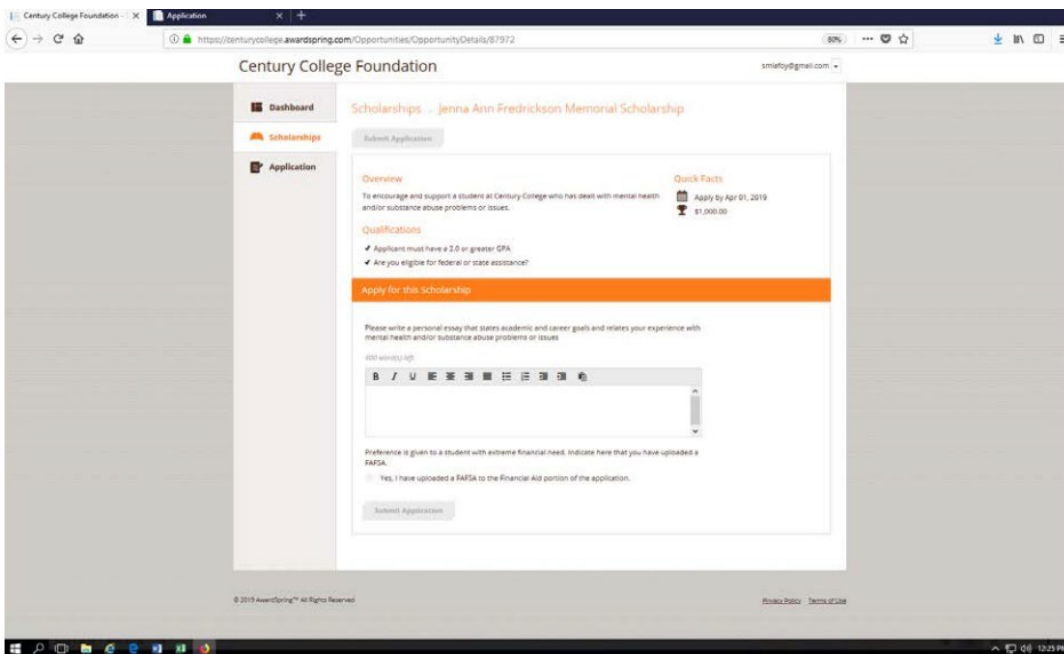 Century College Foundation -
Application
https://centurycollege.awardspring.com/Opportunities/OpportunityDetails/87972
80%
Century College Foundation
smlefoy@gmail.com
Dashboard
Scholarships - Jenna Ann Fredrickson Memorial Scholarship
Scholarships
Submit Application
Application
Overview
To encourage and support a student at Century College who has dealt with mental health
and/or substance abuse problems or issues.
Quick Facts
Apply by Apr 01, 2019
$1,000.00
Qualifications
Applicant must have a 2.0 or greater GPA
Are you eligible for federal or state assistance?
Apply for this Scholarship
Please write a personal essay that states academic and career goals and relates your experience with
mental health and/or substance abuse problems or issues
400 word(s) left
B I U
Preference is given to a student with extreme financial need. Indicate here that you have uploaded a
FAFSA.
Yes, I have uploaded a FAFSA to the Financial Aid portion of the application.
Submit Application
© 2019 AwardSpring™ All Rights Reserved
Privacy Policy Terms of Use